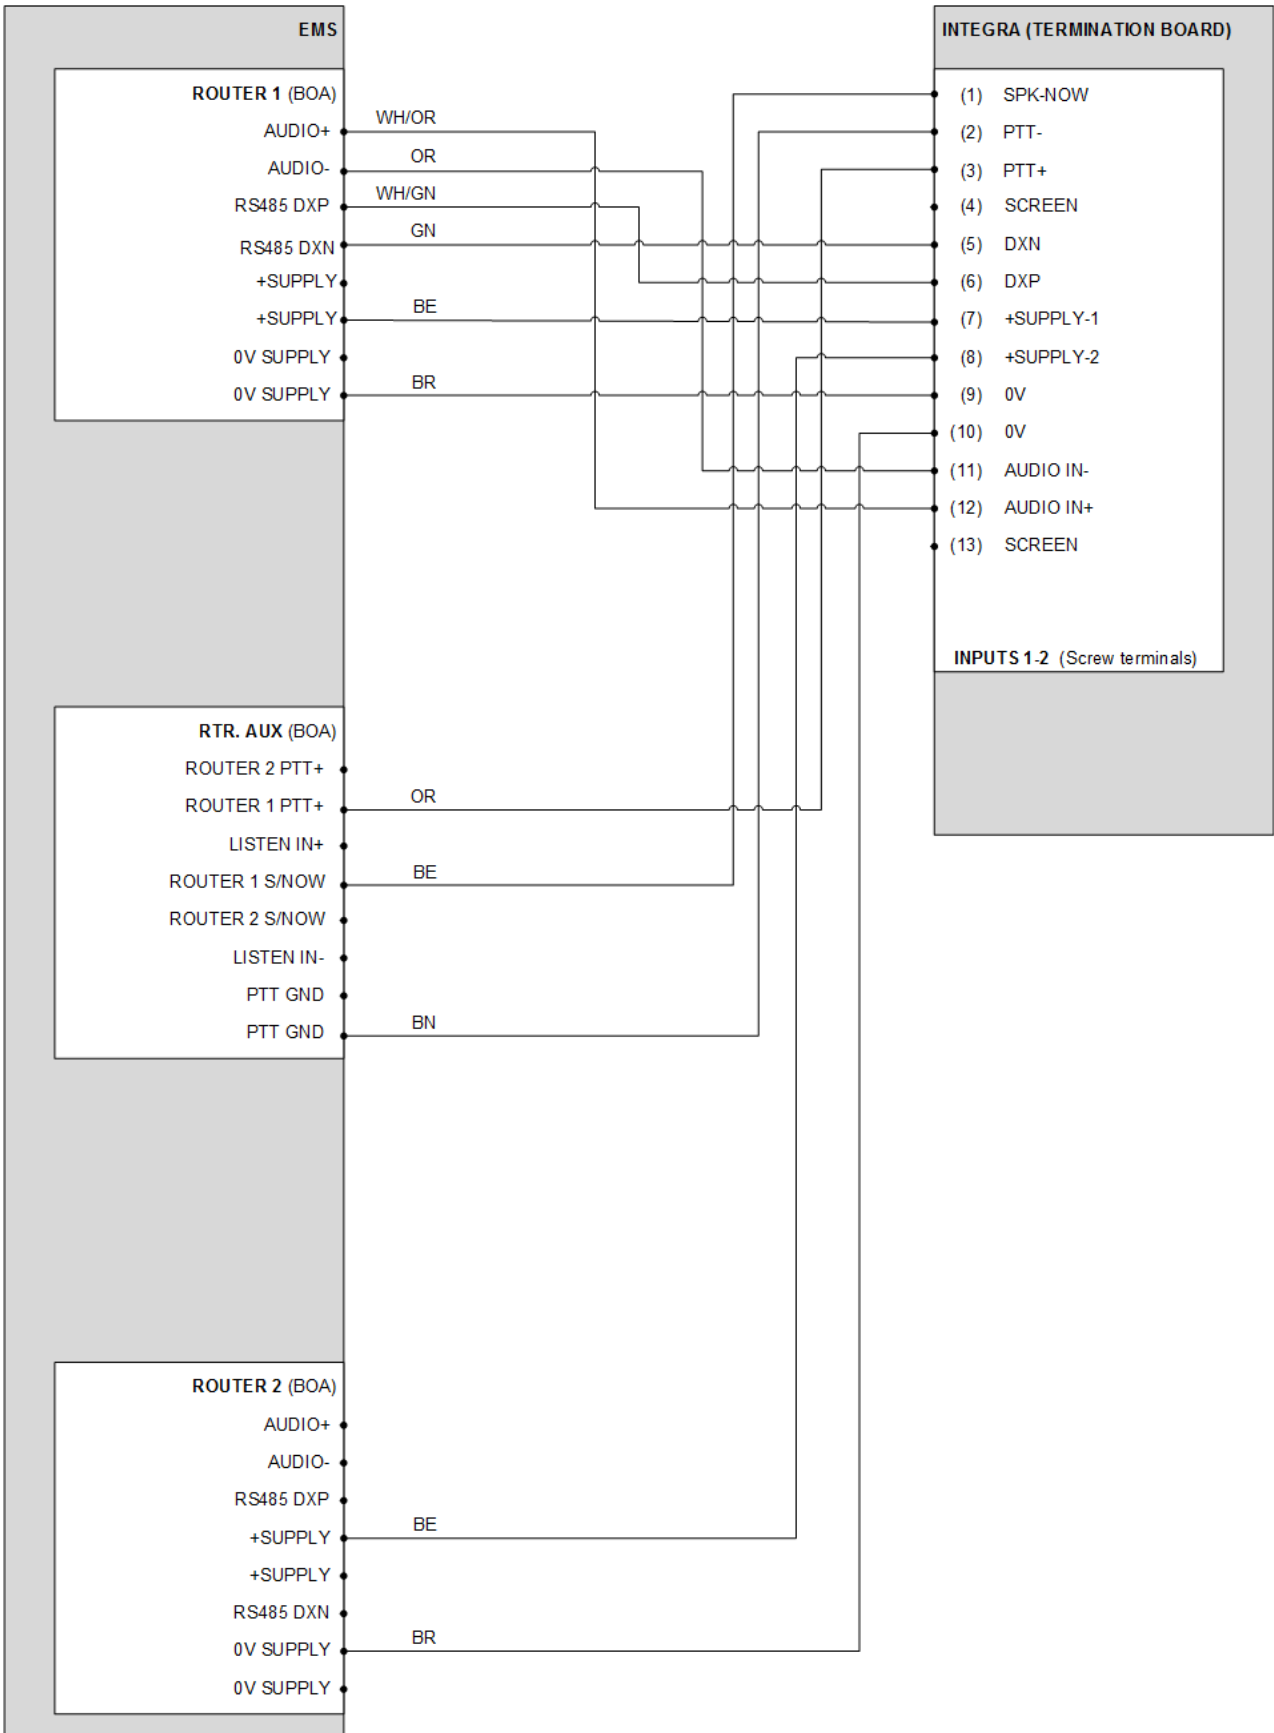 EMS
ROUTER 1 (BOA)
AUDIO+ WH/OR
AUDIO- OR
RS485 DXP WH/GN
RS485 DXN GN
+SUPPLY
+SUPPLY BE
0V SUPPLY
0V SUPPLY BR
INTEGRA (TERMINATION BOARD)
(1) SPK-NOW
(2) PTT-
(3) PTT+
(4) SCREEN
(5) DXN
(6) DXP
(7) +SUPPLY-1
(8) +SUPPLY-2
(9) 0V
(10) 0V
(11) AUDIO IN-
(12) AUDIO IN+
(13) SCREEN
INPUTS 1-2 (Screw terminals)
RTR. AUX (BOA)
ROUTER 2 PTT+
ROUTER 1 PTT+ OR
LISTEN IN+
ROUTER 1 S/NOW BE
ROUTER 2 S/NOW
LISTEN IN-
PTT GND
PTT GND BN
ROUTER 2 (BOA)
AUDIO+
AUDIO-
RS485 DXP
+SUPPLY BE
+SUPPLY
RS485 DXN
0V SUPPLY BR
0V SUPPLY